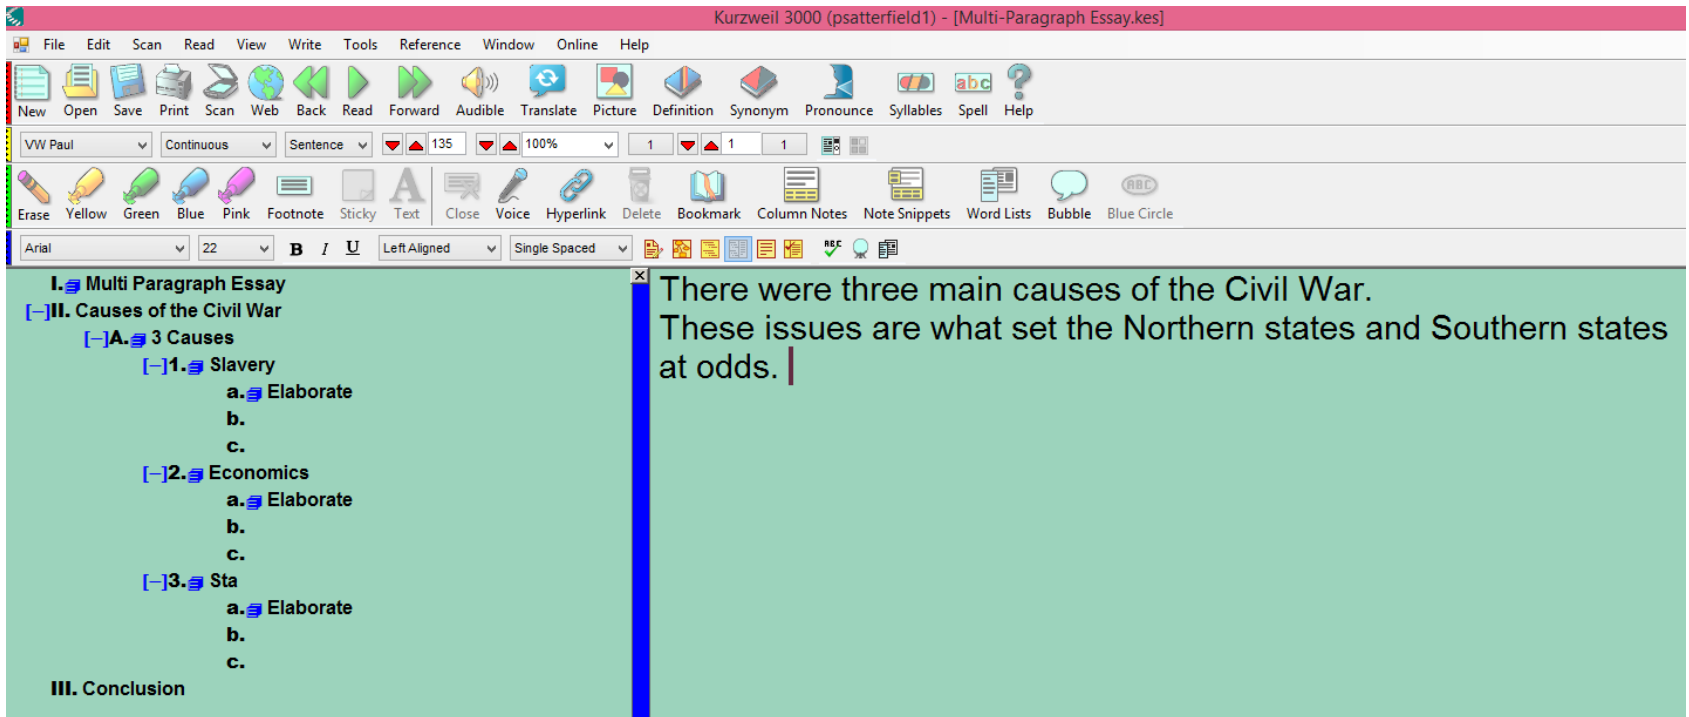 Kurzweil 3000 (psatterfield1) - [Multi-Paragraph Essay.kes]
File Edit Scan Read View Write Tools Reference Window Online Help
New Open Save Print Scan Web Back Read Forward Audible Translate Picture Definition Synonym Pronounce Syllables abc Spell Help
VW Paul Continuous Sentence 135 100% 1 1 1
Erase Yellow Green Blue Pink Footnote Sticky A Text Close Voice Hyperlink Delete Bookmark Column Notes Note Snippets Word Lists Bubble ABC Blue Circle
Arial 22 B I U Left Aligned Single Spaced ABC
I. Multi Paragraph Essay
[–]II. Causes of the Civil War
[–]A. 3 Causes
[–]1. Slavery
a. Elaborate
b.
c.
[–]2. Economics
a. Elaborate
b.
c.
[–]3. Sta
a. Elaborate
b.
c.
III. Conclusion
There were three main causes of the Civil War.
These issues are what set the Northern states and Southern states
at odds.